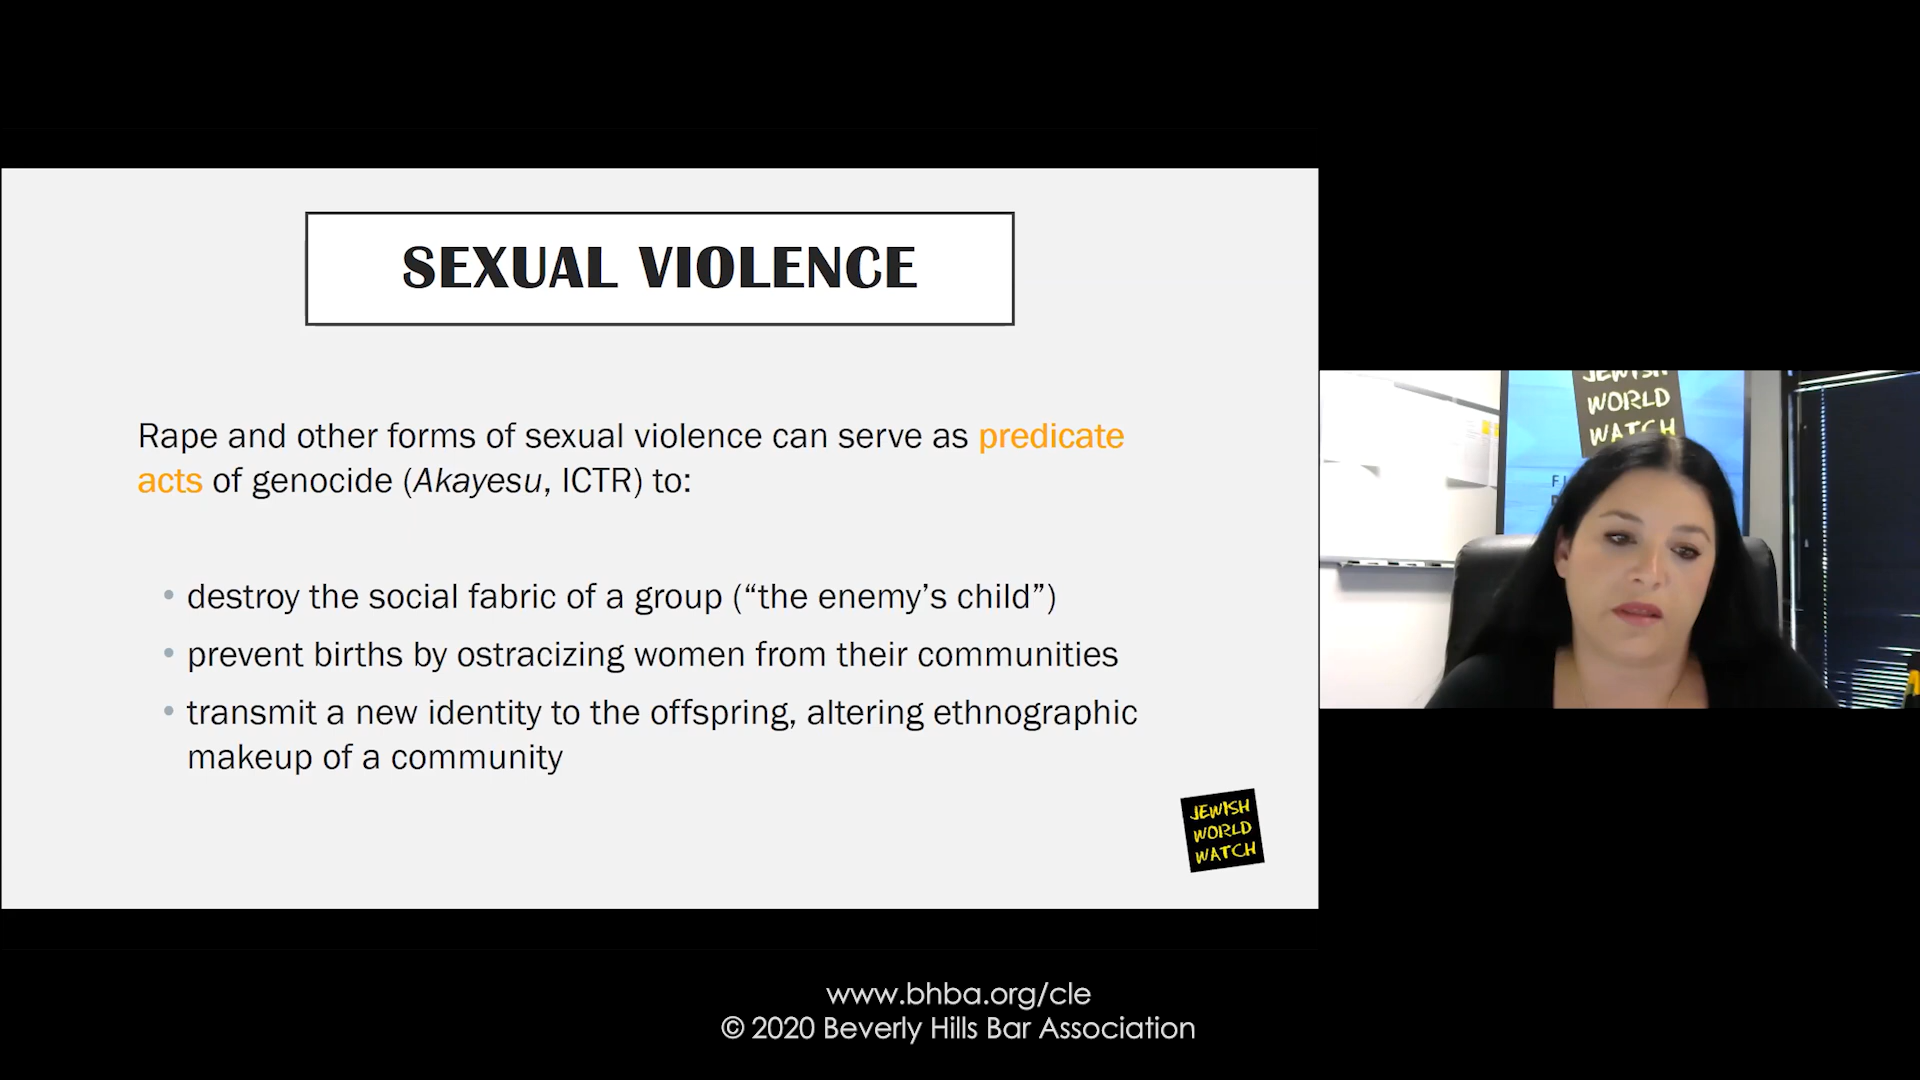 SEXUAL VIOLENCE
Rape and other forms of sexual violence can serve as predicate
acts of genocide (Akayesu, ICTR) to:
• destroy the social fabric of a group (“the enemy’s child”)
• prevent births by ostracizing women from their communities
• transmit a new identity to the offspring, altering ethnographic
makeup of a community
JEWISH
WORLD
WATCH
JEWISH
WORLD
WATCH
www.bhba.org/cle
© 2020 Beverly Hills Bar Association